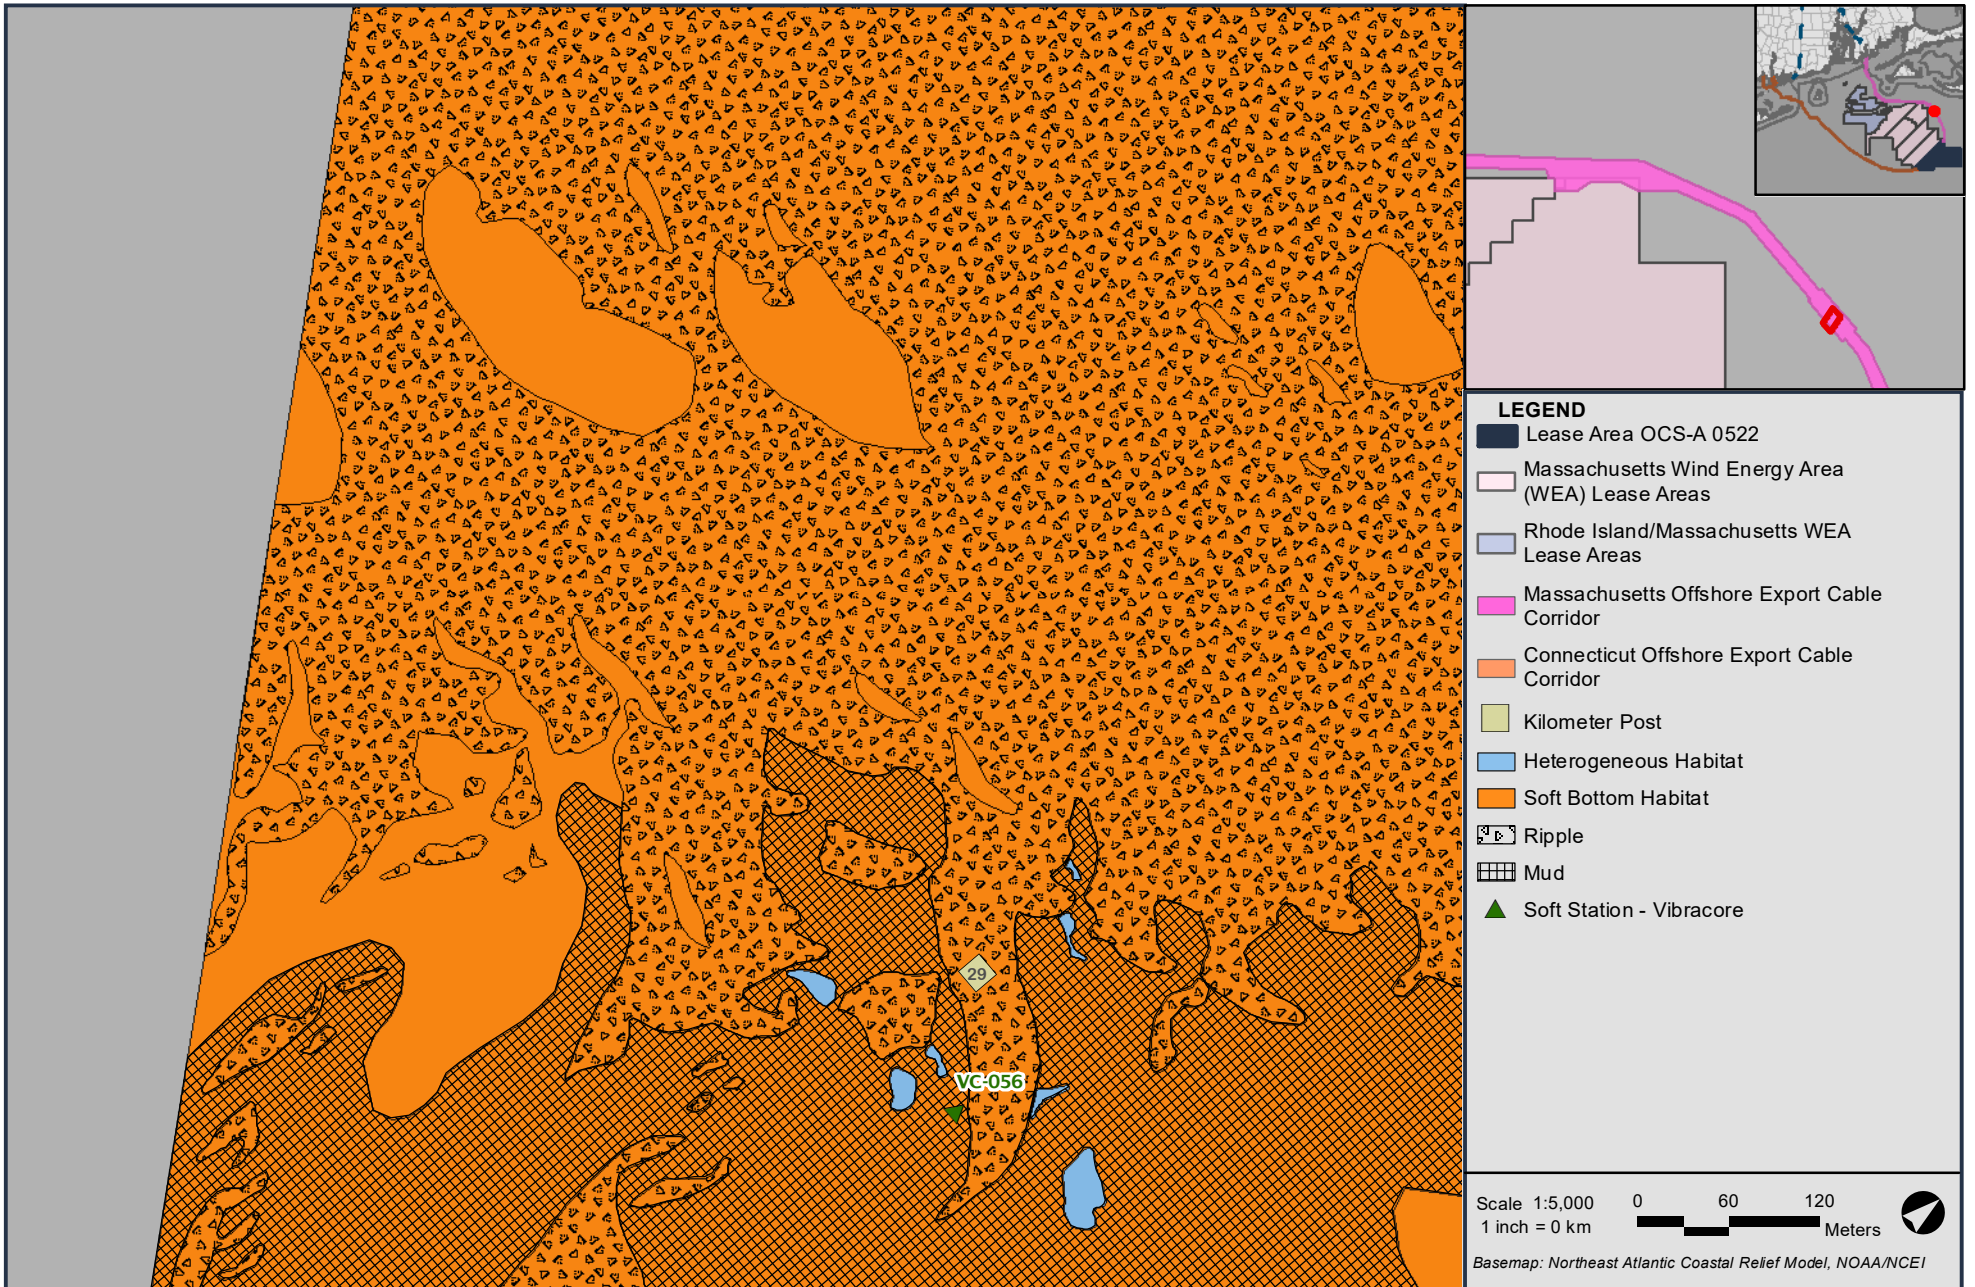 29
VC-056
LEGEND
Lease Area OCS-A 0522
Massachusetts Wind Energy Area
(WEA) Lease Areas
Rhode Island/Massachusetts WEA
Lease Areas
Massachusetts Offshore Export Cable
Corridor
Connecticut Offshore Export Cable
Corridor
Kilometer Post
Heterogeneous Habitat
Soft Bottom Habitat
Ripple
Mud
Soft Station - Vibracore
Scale 1:5,000
1 inch = 0 km
0 60 120
Meters
Basemap: Northeast Atlantic Coastal Relief Model, NOAA/NCEI